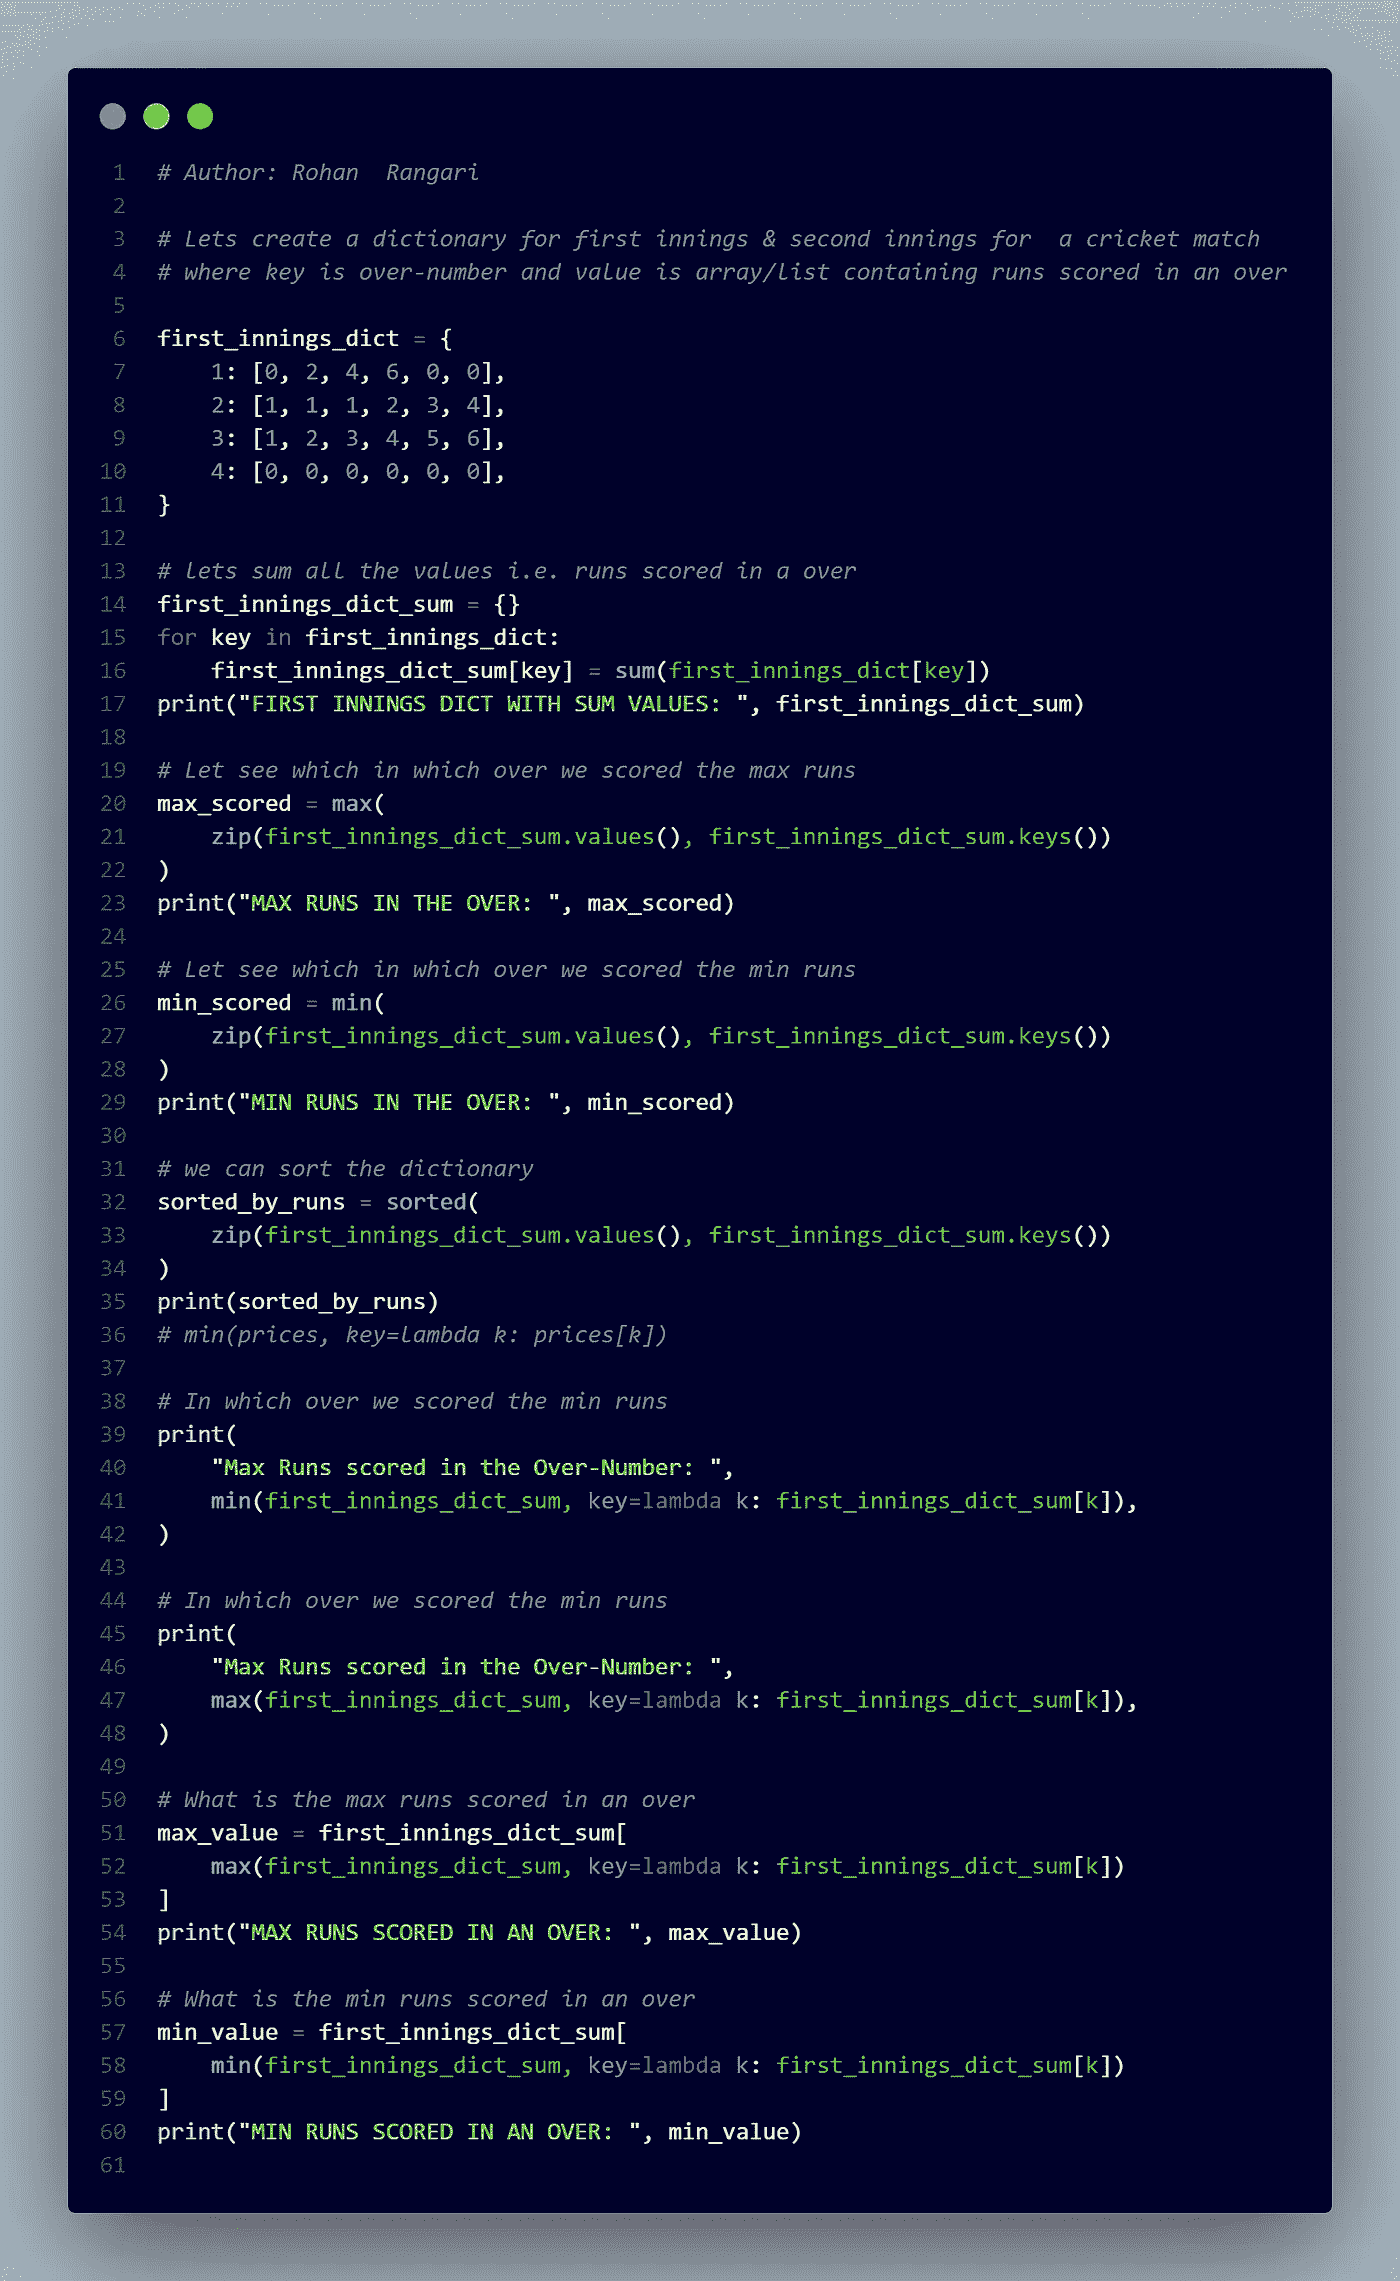 1 # Author: Rohan  Rangari
2
3 # Lets create a dictionary for first innings & second innings for  a cricket match
4 # where key is over-number and value is array/list containing runs scored in an over
5
6 first_innings_dict = {
7     1: [0, 2, 4, 6, 0, 0],
8     2: [1, 1, 1, 2, 3, 4],
9     3: [1, 2, 3, 4, 5, 6],
10     4: [0, 0, 0, 0, 0, 0],
11 }
12
13 # lets sum all the values i.e. runs scored in a over
14 first_innings_dict_sum = {}
15 for key in first_innings_dict:
16     first_innings_dict_sum[key] = sum(first_innings_dict[key])
17 print("FIRST INNINGS DICT WITH SUM VALUES: ", first_innings_dict_sum)
18
19 # Let see which in which over we scored the max runs
20 max_scored = max(
21     zip(first_innings_dict_sum.values(), first_innings_dict_sum.keys())
22 )
23 print("MAX RUNS IN THE OVER: ", max_scored)
24
25 # Let see which in which over we scored the min runs
26 min_scored = min(
27     zip(first_innings_dict_sum.values(), first_innings_dict_sum.keys())
28 )
29 print("MIN RUNS IN THE OVER: ", min_scored)
30
31 # we can sort the dictionary
32 sorted_by_runs = sorted(
33     zip(first_innings_dict_sum.values(), first_innings_dict_sum.keys())
34 )
35 print(sorted_by_runs)
36 # min(prices, key=lambda k: prices[k])
37
38 # In which over we scored the min runs
39 print(
40     "Max Runs scored in the Over-Number: ",
41     min(first_innings_dict_sum, key=lambda k: first_innings_dict_sum[k]),
42 )
43
44 # In which over we scored the min runs
45 print(
46     "Max Runs scored in the Over-Number: ",
47     max(first_innings_dict_sum, key=lambda k: first_innings_dict_sum[k]),
48 )
49
50 # What is the max runs scored in an over
51 max_value = first_innings_dict_sum[
52     max(first_innings_dict_sum, key=lambda k: first_innings_dict_sum[k])
53 ]
54 print("MAX RUNS SCORED IN AN OVER: ", max_value)
55
56 # What is the min runs scored in an over
57 min_value = first_innings_dict_sum[
58     min(first_innings_dict_sum, key=lambda k: first_innings_dict_sum[k])
59 ]
60 print("MIN RUNS SCORED IN AN OVER: ", min_value)
61